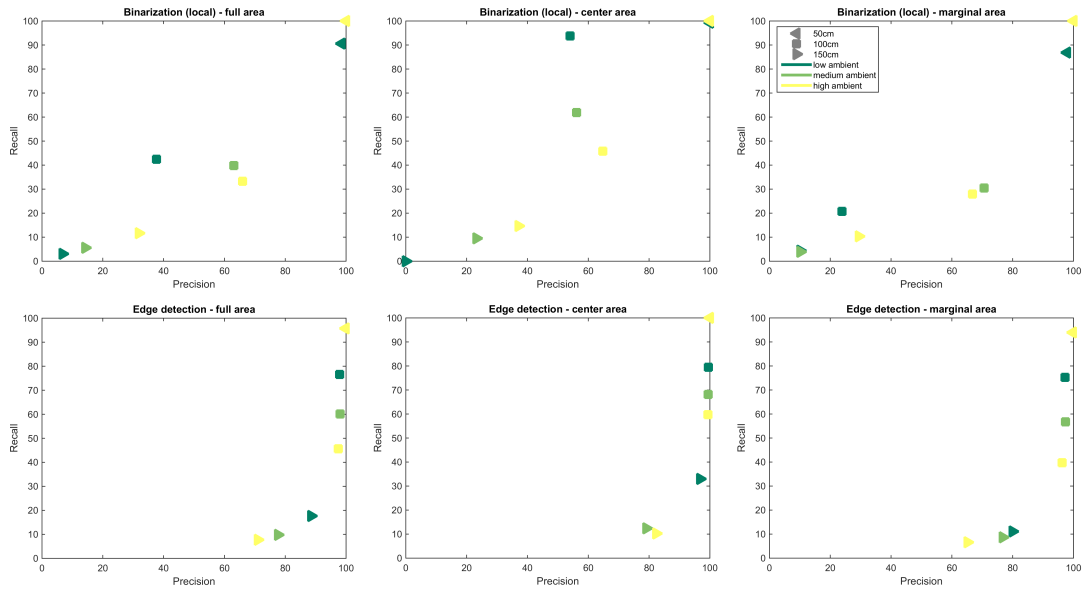 Binarization (local) - full area
100
90
80
70
60
50
40
30
20
10
0
Recall
0 20 40 60 80 100
Precision
Binarization (local) - center area
100
90
80
70
60
50
40
30
20
10
0
Recall
0 20 40 60 80 100
Precision
Binarization (local) - marginal area
50cm
100cm
150cm
low ambient
medium ambient
high ambient
100
90
80
70
60
50
40
30
20
10
0
Recall
0 20 40 60 80 100
Precision
Edge detection - full area
100
90
80
70
60
50
40
30
20
10
0
Recall
0 20 40 60 80 100
Precision
Edge detection - center area
100
90
80
70
60
50
40
30
20
10
0
Recall
0 20 40 60 80 100
Precision
Edge detection - marginal area
100
90
80
70
60
50
40
30
20
10
0
Recall
0 20 40 60 80 100
Precision